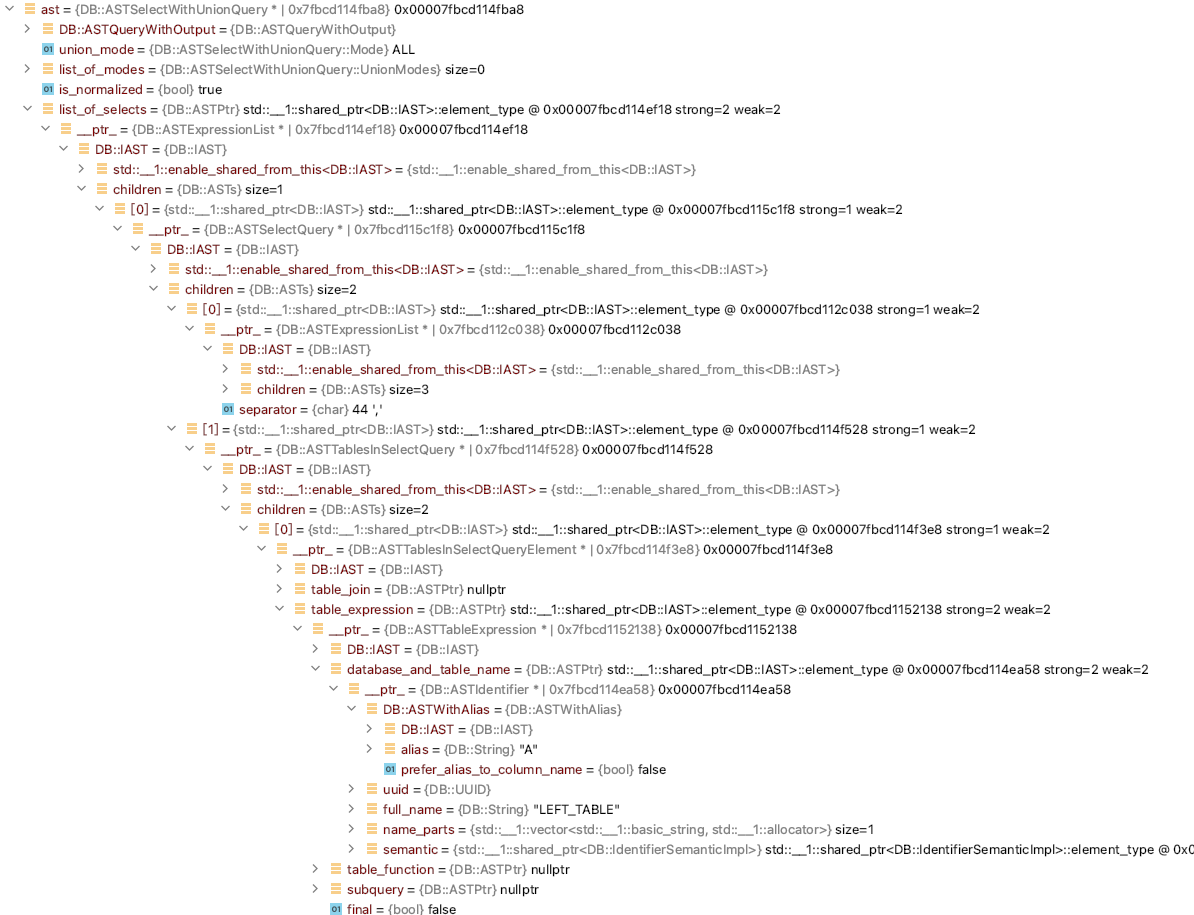 ast = {DB::ASTSelectWithUnionQuery * | 0x7fbcd114fba8} 0x00007fbcd114fba8
DB::ASTQueryWithOutput = {DB::ASTQueryWithOutput}
01 union_mode = {DB::ASTSelectWithUnionQuery::Mode} ALL
list_of_modes = {DB::ASTSelectWithUnionQuery::UnionModes} size=0
01 is_normalized = {bool} true
list_of_selects = {DB::ASTPtr} std::__1::shared_ptr<DB::IAST>::element_type @ 0x00007fbcd114ef18 strong=2 weak=2
__ptr_ = {DB::ASTExpressionList * | 0x7fbcd114ef18} 0x00007fbcd114ef18
DB::IAST = {DB::IAST}
std::__1::enable_shared_from_this<DB::IAST> = {std::__1::enable_shared_from_this<DB::IAST>}
children = {DB::ASTs} size=1
[0] = {std::__1::shared_ptr<DB::IAST>} std::__1::shared_ptr<DB::IAST>::element_type @ 0x00007fbcd115c1f8 strong=1 weak=2
__ptr_ = {DB::ASTSelectQuery * | 0x7fbcd115c1f8} 0x00007fbcd115c1f8
DB::IAST = {DB::IAST}
std::__1::enable_shared_from_this<DB::IAST> = {std::__1::enable_shared_from_this<DB::IAST>}
children = {DB::ASTs} size=2
[0] = {std::__1::shared_ptr<DB::IAST>} std::__1::shared_ptr<DB::IAST>::element_type @ 0x00007fbcd112c038 strong=1 weak=2
__ptr_ = {DB::ASTExpressionList * | 0x7fbcd112c038} 0x00007fbcd112c038
DB::IAST = {DB::IAST}
std::__1::enable_shared_from_this<DB::IAST> = {std::__1::enable_shared_from_this<DB::IAST>}
children = {DB::ASTs} size=3
01 separator = {char} 44 ','
[1] = {std::__1::shared_ptr<DB::IAST>} std::__1::shared_ptr<DB::IAST>::element_type @ 0x00007fbcd114f528 strong=1 weak=2
__ptr_ = {DB::ASTTablesInSelectQuery * | 0x7fbcd114f528} 0x00007fbcd114f528
DB::IAST = {DB::IAST}
std::__1::enable_shared_from_this<DB::IAST> = {std::__1::enable_shared_from_this<DB::IAST>}
children = {DB::ASTs} size=2
[0] = {std::__1::shared_ptr<DB::IAST>} std::__1::shared_ptr<DB::IAST>::element_type @ 0x00007fbcd114f3e8 strong=1 weak=2
__ptr_ = {DB::ASTTablesInSelectQueryElement * | 0x7fbcd114f3e8} 0x00007fbcd114f3e8
DB::IAST = {DB::IAST}
table_join = {DB::ASTPtr} nullptr
table_expression = {DB::ASTPtr} std::__1::shared_ptr<DB::IAST>::element_type @ 0x00007fbcd1152138 strong=2 weak=2
__ptr_ = {DB::ASTTableExpression * | 0x7fbcd1152138} 0x00007fbcd1152138
DB::IAST = {DB::IAST}
database_and_table_name = {DB::ASTPtr} std::__1::shared_ptr<DB::IAST>::element_type @ 0x00007fbcd114ea58 strong=2 weak=2
__ptr_ = {DB::ASTIdentifier * | 0x7fbcd114ea58} 0x00007fbcd114ea58
DB::ASTWithAlias = {DB::ASTWithAlias}
DB::IAST = {DB::IAST}
alias = {DB::String} "A"
01 prefer_alias_to_column_name = {bool} false
uuid = {DB::UUID}
full_name = {DB::String} "LEFT_TABLE"
name_parts = {std::__1::vector<std::__1::basic_string, std::__1::allocator>} size=1
semantic = {std::__1::shared_ptr<DB::IdentifierSemanticImpl>} std::__1::shared_ptr<DB::IdentifierSemanticImpl>::element_type @ 0x0
table_function = {DB::ASTPtr} nullptr
subquery = {DB::ASTPtr} nullptr
01 final = {bool} false